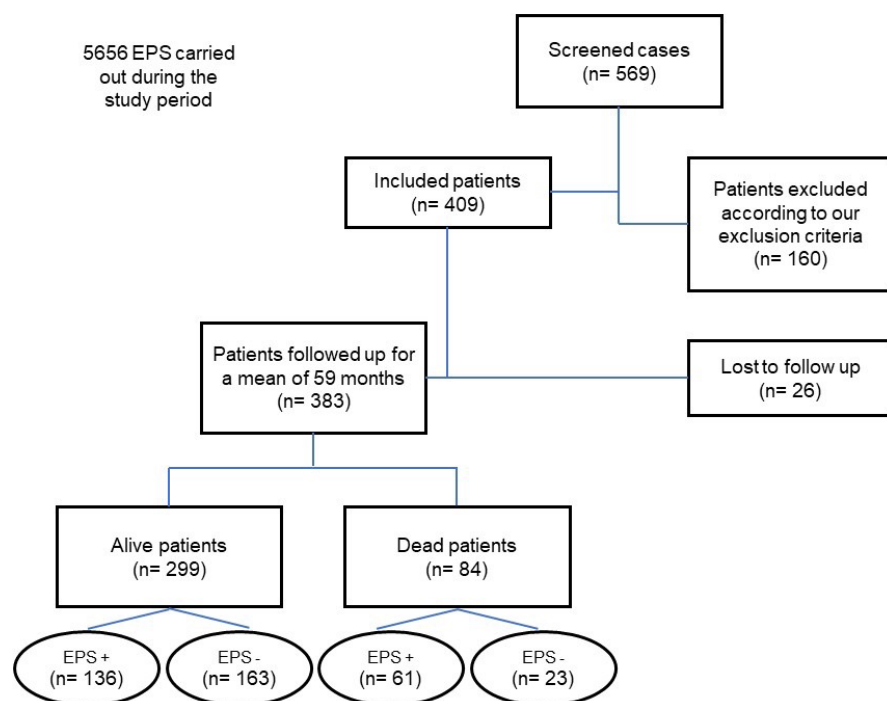 5656 EPS carried
out during the
study period
Screened cases
(n= 569)
Included patients
(n= 409)
Patients excluded
according to our
exclusion criteria
(n= 160)
Patients followed up for
a mean of 59 months
(n= 383)
Lost to follow up
(n= 26)
Alive patients
(n= 299)
Dead patients
(n= 84)
EPS +
(n= 136)
EPS -
(n= 163)
EPS +
(n= 61)
EPS -
(n= 23)